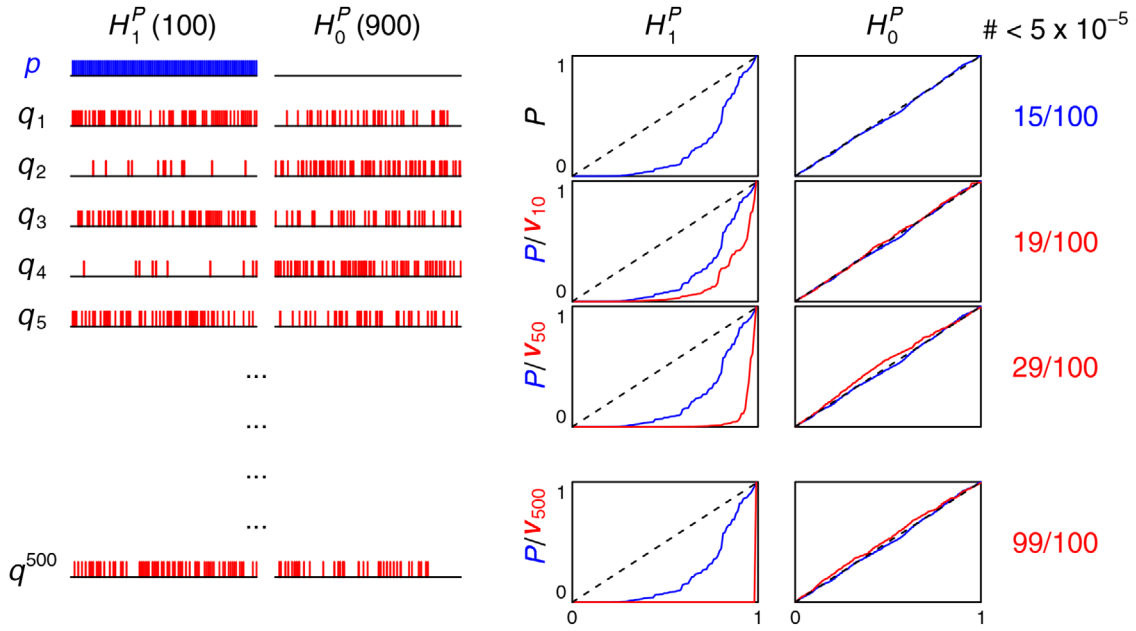 H₁ᴾ (100) H₀ᴾ (900) H₁ᴾ H₀ᴾ # < 5 x 10⁻⁵
p
q₁
q₂
q₃
q₄
q₅
...
...
...
...
q⁵⁰⁰
P 1 0 15/100
P/v₁₀ 1 0 19/100
P/v₅₀ 1 0 29/100
P/v₅₀₀ 1 0 99/100
0 1 0 1